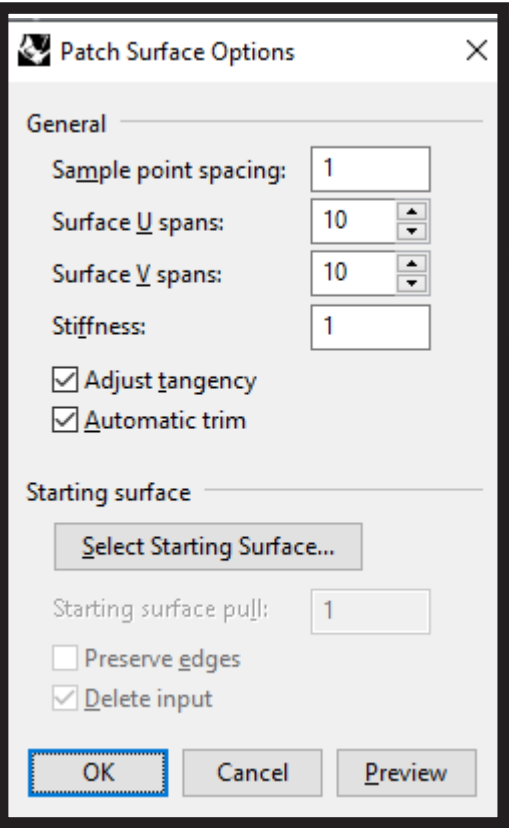 Patch Surface Options
General
Sample point spacing: 1
Surface U spans: 10
Surface V spans: 10
Stiffness: 1
Adjust tangency
Automatic trim
Starting surface
Select Starting Surface...
Starting surface pull: 1
Preserve edges
Delete input
OK Cancel Preview